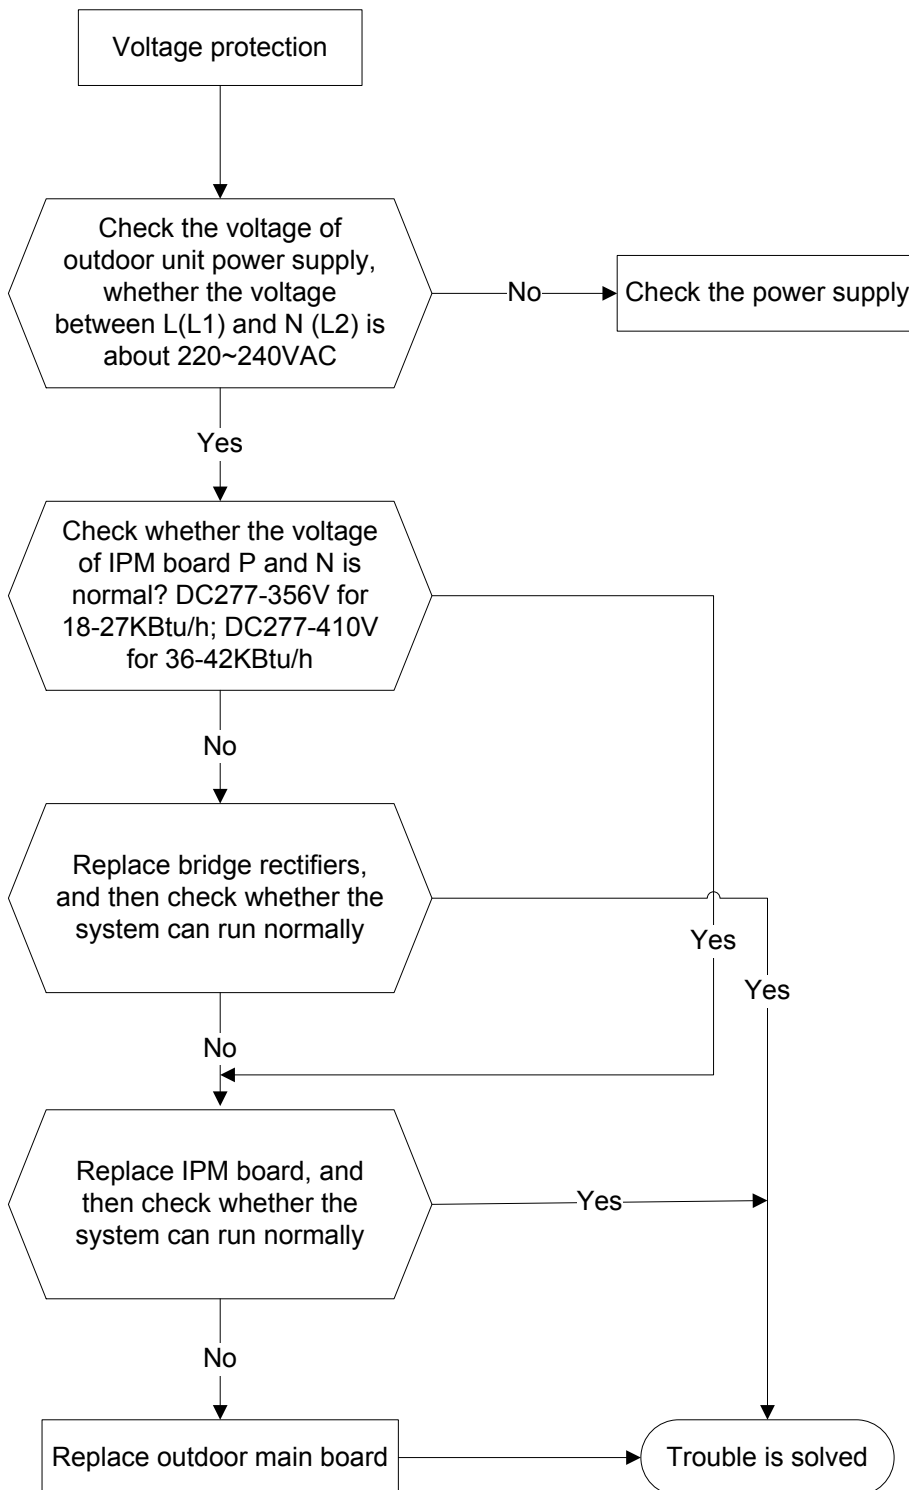 Voltage protection
Check the voltage of
outdoor unit power supply,
whether the voltage
between L(L1) and N (L2) is
about 220~240VAC
No
Check the power supply
Yes
Check whether the voltage
of IPM board P and N is
normal? DC277-356V for
18-27KBtu/h; DC277-410V
for 36-42KBtu/h
No
Replace bridge rectifiers,
and then check whether the
system can run normally
Yes
Yes
No
Replace IPM board, and
then check whether the
system can run normally
Yes
No
Replace outdoor main board
Trouble is solved